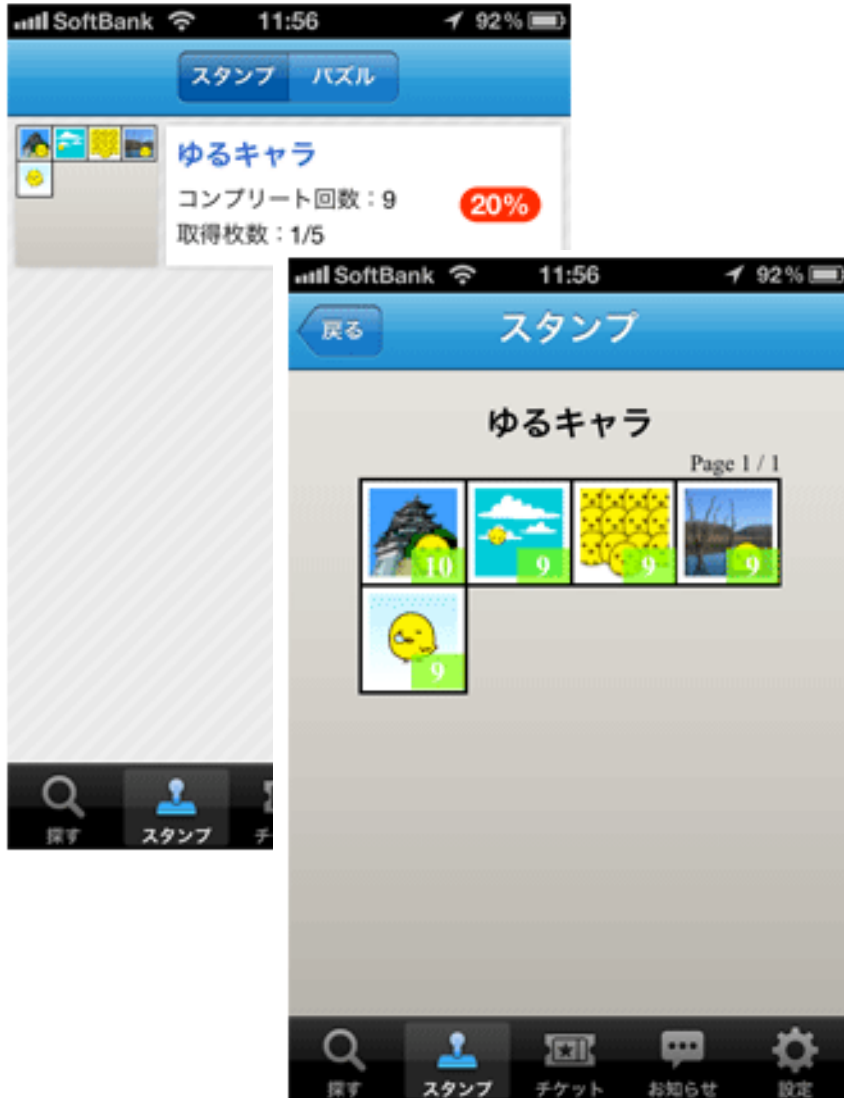 SoftBank 11:56 92%
スタンプ パズル
ゆるキャラ
コンプリート回数：9
20%
取得枚数：1/5
探す スタンプ
SoftBank 11:56 92%
戻る スタンプ
ゆるキャラ
Page 1 / 1
10 9 9 9
9
探す スタンプ チケット お知らせ 設定